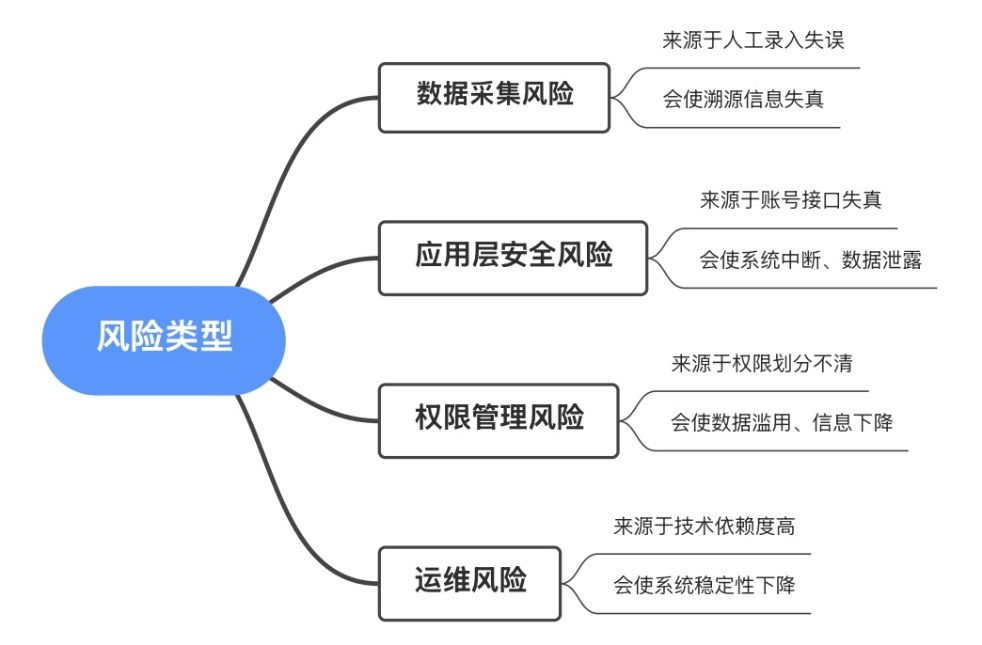 风险类型
数据采集风险
来源于人工录入失误
会使溯源信息失真
应用层安全风险
来源于账号接口失真
会使系统中断、数据泄露
权限管理风险
来源于权限划分不清
会使数据滥用、信息下降
运维风险
来源于技术依赖度高
会使系统稳定性下降